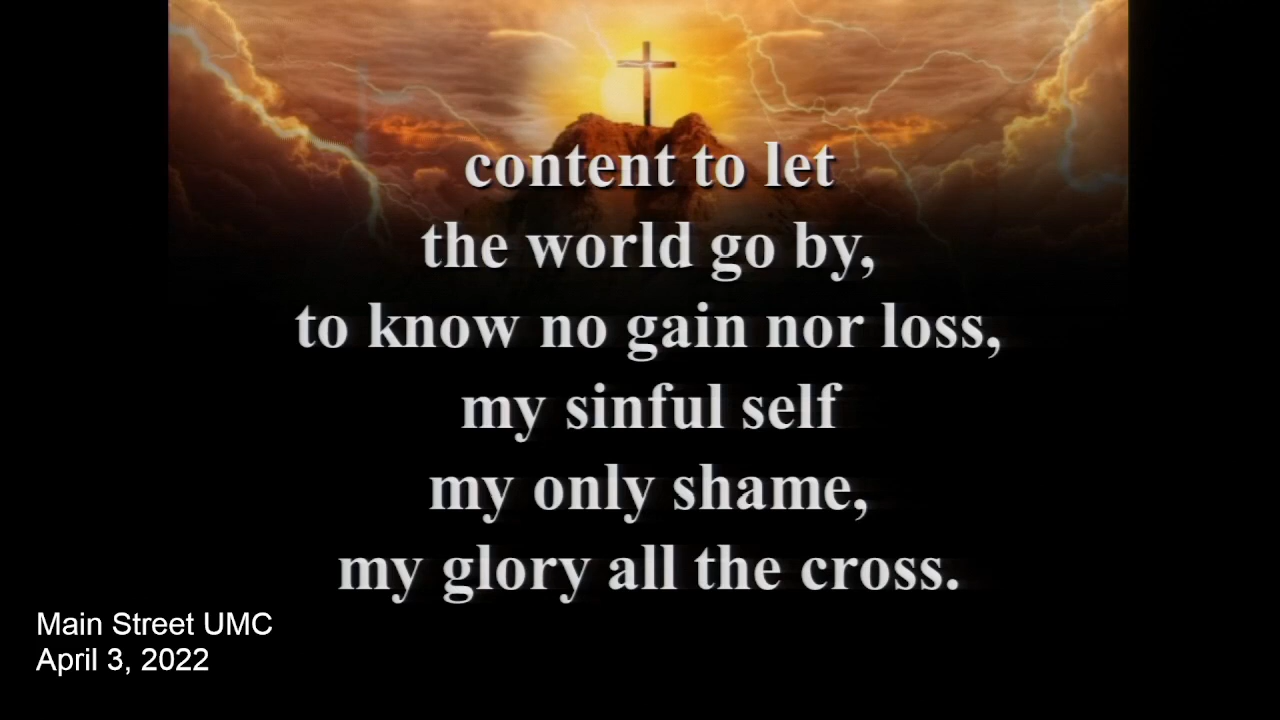 content to let
the world go by,
to know no gain nor loss,
my sinful self
my only shame,
my glory all the cross.
Main Street UMC
April 3, 2022